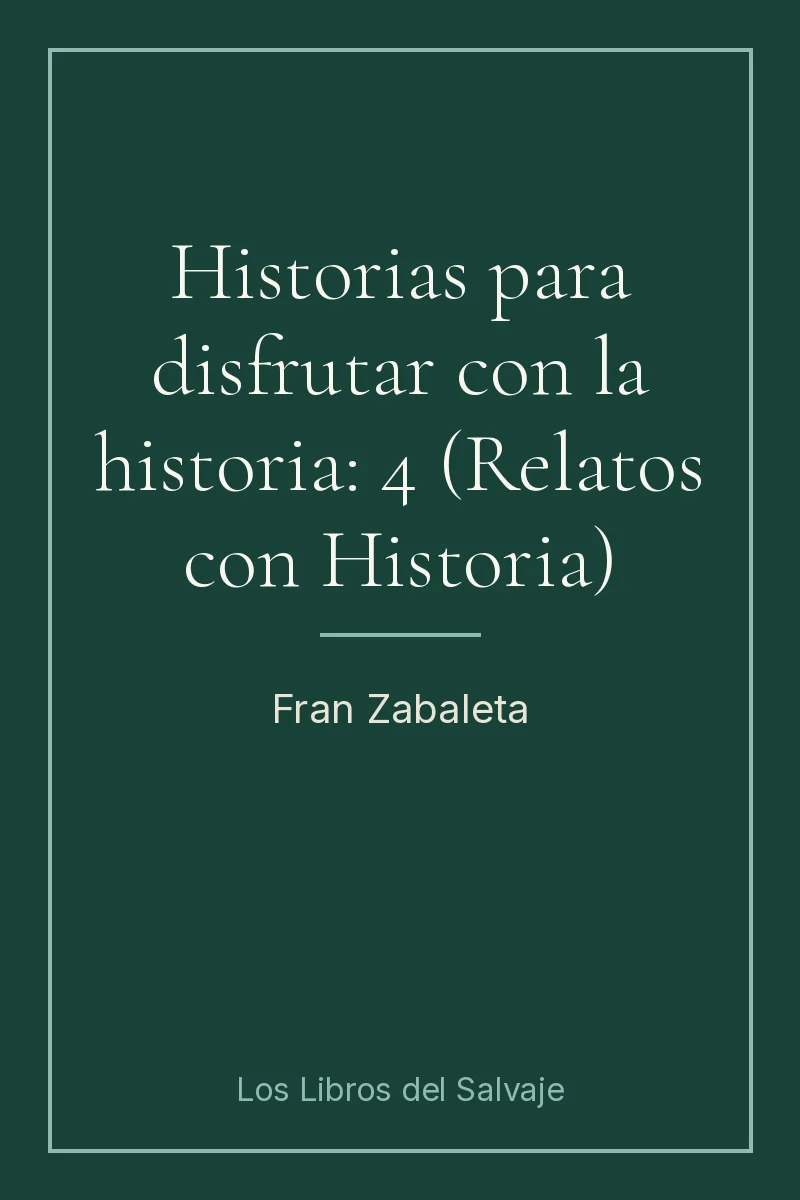 Historias para
disfrutar con la
historia: 4 (Relatos
con Historia)
Fran Zabaleta
Los Libros del Salvaje